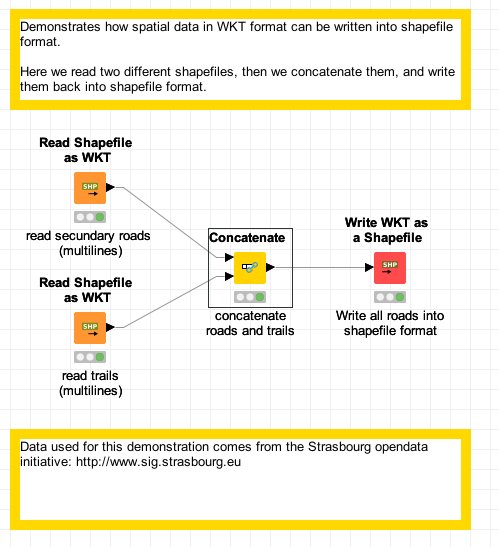 Demonstrates how spatial data in WKT format can be written into shapefile
format.
Here we read two different shapefiles, then we concatenate them, and write
them back into shapefile format.
Read Shapefile
as WKT
SHP
read secundary roads
(multilines)
Read Shapefile
as WKT
SHP
read trails
(multilines)
Concatenate
concatenate
roads and trails
Write WKT as
a Shapefile
SHP
Write all roads into
shapefile format
Data used for this demonstration comes from the Strasbourg opendata
initiative: http://www.sig.strasbourg.eu